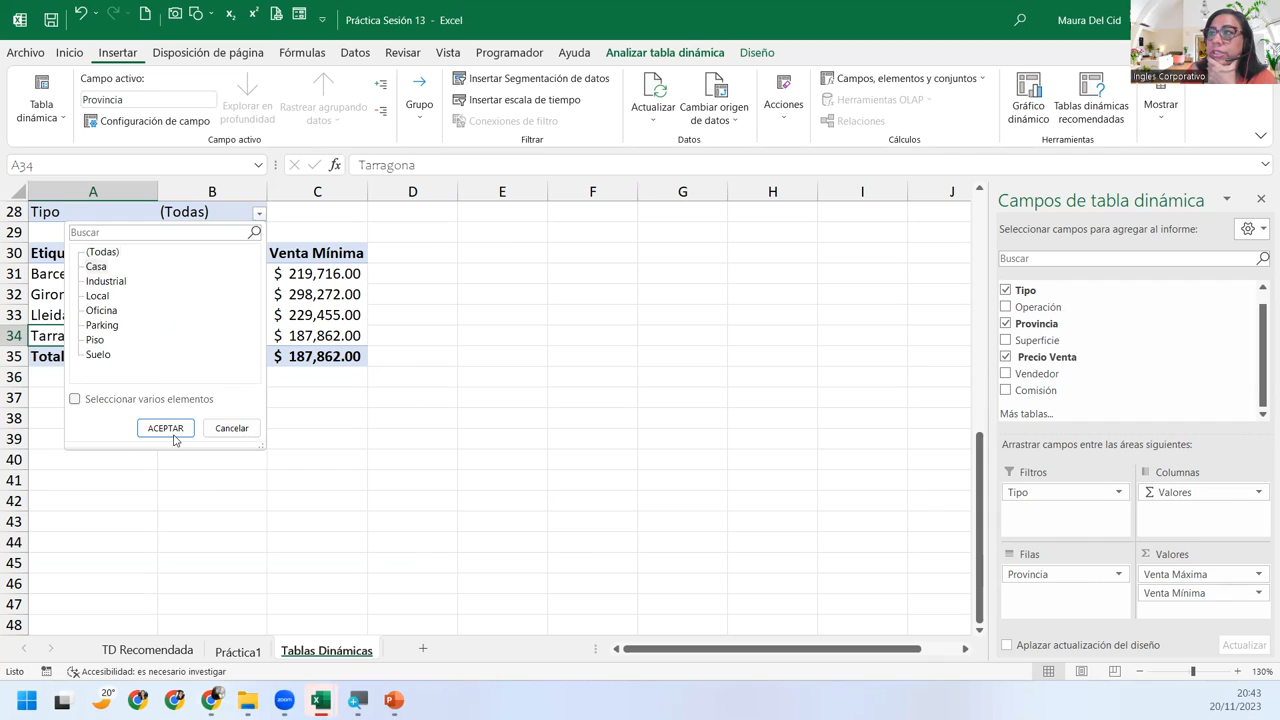 Práctica Sesión 13 - Excel
Maura Del Cid
Ingles Corporativo
Archivo Inicio Insertar Disposición de página Fórmulas Datos Revisar Vista Programador Ayuda Analizar tabla dinámica Diseño
Tabla dinámica
Campo activo:
Provincia
Configuración de campo
Explorar en profundidad
Rastrear agrupando datos
Campo activo
Grupo
Insertar Segmentación de datos
Insertar escala de tiempo
Conexiones de filtro
Filtrar
Actualizar
Cambiar origen de datos
Datos
Acciones
Campos, elementos y conjuntos
Herramientas OLAP
Relaciones
Cálculos
Gráfico dinámico
Tablas dinámicas recomendadas
Herramientas
Mostrar
A34 fx Tarragona
A B C D E F G H I J
28 Tipo (Todas)
29
30 Etiqu Venta Mínima
31 Barce $ 219,716.00
32 Giron $ 298,272.00
33 Lleida $ 229,455.00
34 Tarra $ 187,862.00
35 Total $ 187,862.00
36
37
38
39
40
41
42
43
44
45
46
47
48
Buscar
(Todas)
Casa
Industrial
Local
Oficina
Parking
Piso
Suelo
Seleccionar varios elementos
ACEPTAR Cancelar
Campos de tabla dinámica
Seleccionar campos para agregar al informe:
Buscar
Tipo
Operación
Provincia
Superficie
Precio Venta
Vendedor
Comisión
Más tablas...
Arrastrar campos entre las áreas siguientes:
Filtros
Tipo
Columnas
Σ Valores
Filas
Provincia
Σ Valores
Venta Máxima
Venta Mínima
Aplazar actualización del diseño Actualizar
TD Recomendada Práctica1 Tablas Dinámicas
Listo Accesibilidad: es necesario investigar 130%
20°
zoom
20:43
20/11/2023